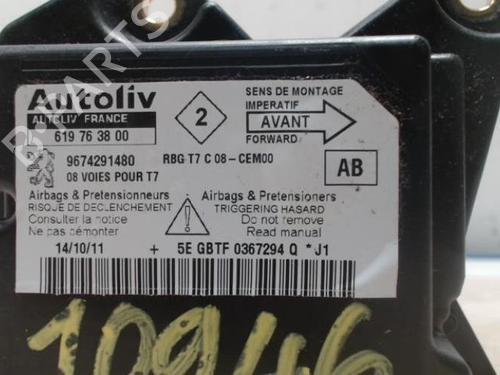 B-PARTS
Autoliv
AUTOLIV FRANCE
619 76 38 00
2
SENS DE MONTAGE
IMPERATIF
AVANT
FORWARD
9674291480 RBG T7 C 08-CEM00
08 VOIES POUR T7
AB
Airbags & Pretensionneurs
RISQUE DE DECLENCHEMENT
Consulter la notice
Ne pas démonter
Airbags & Pretensioners
TRIGGERING HASARD
Do not remove
Read manual
14/10/11 + 5E GBTF 0367294 Q *J1
10946